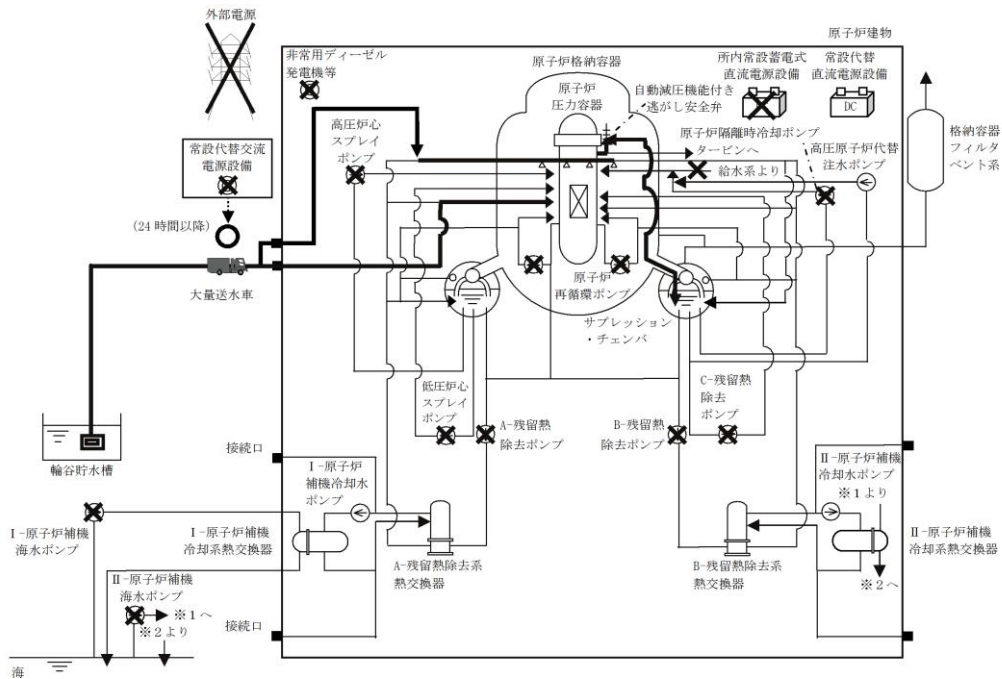 外部電源
原子炉建物
非常用ディーゼル
発電機等
原子炉格納容器
原子炉
圧力容器
自動減圧機能付き
逃がし安全弁
所内常設蓄電式
直流電源設備
常設代替
直流電源設備
DC
原子炉隔離時冷却ポンプ
タービンへ
給水系より
高圧原子炉代替
注水ポンプ
格納容器
フィルタ
ベント系
高圧炉心
スプレイ
ポンプ
常設代替交流
電源設備
(24時間以降)
大量送水車
原子炉
再循環ポンプ
サプレッション
・チェンバ
低圧炉心
スプレイ
ポンプ
A-残留熱
除去ポンプ
B-残留熱
除去ポンプ
C-残留熱
除去
ポンプ
輪谷貯水槽
接続口
Ⅰ-原子炉
補機冷却水
ポンプ
Ⅱ-原子炉補機
冷却水ポンプ
※1より
Ⅰ-原子炉補機
海水ポンプ
Ⅰ-原子炉補機
冷却系熱交換器
A-残留熱除去系
熱交換器
B-残留熱除去系
熱交換器
Ⅱ-原子炉補機
冷却系熱交換器
※2へ
Ⅱ-原子炉補機
海水ポンプ
※1へ
※2より
接続口
海